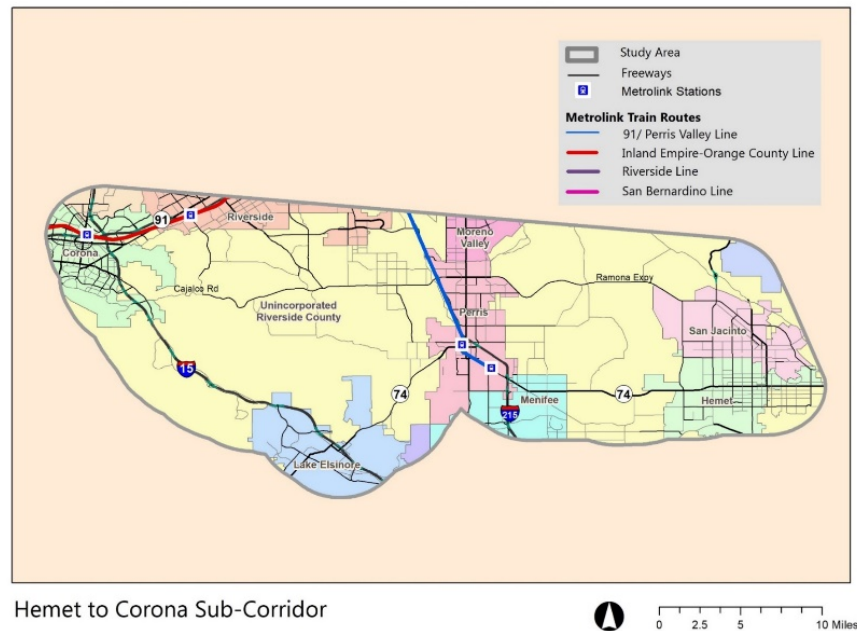 Study Area
Freeways
Metrolink Stations
Metrolink Train Routes
91/ Perris Valley Line
Inland Empire-Orange County Line
Riverside Line
San Bernardino Line
91
Riverside
Corona
Moreno
Valley
Cajalco Rd
Ramona Expy
Unincorporated
Riverside County
Perris
San Jacinto
15
74
Menifee
74
Hemet
215
Lake Elsinore
Hemet to Corona Sub-Corridor
0 2.5 5 10 Miles